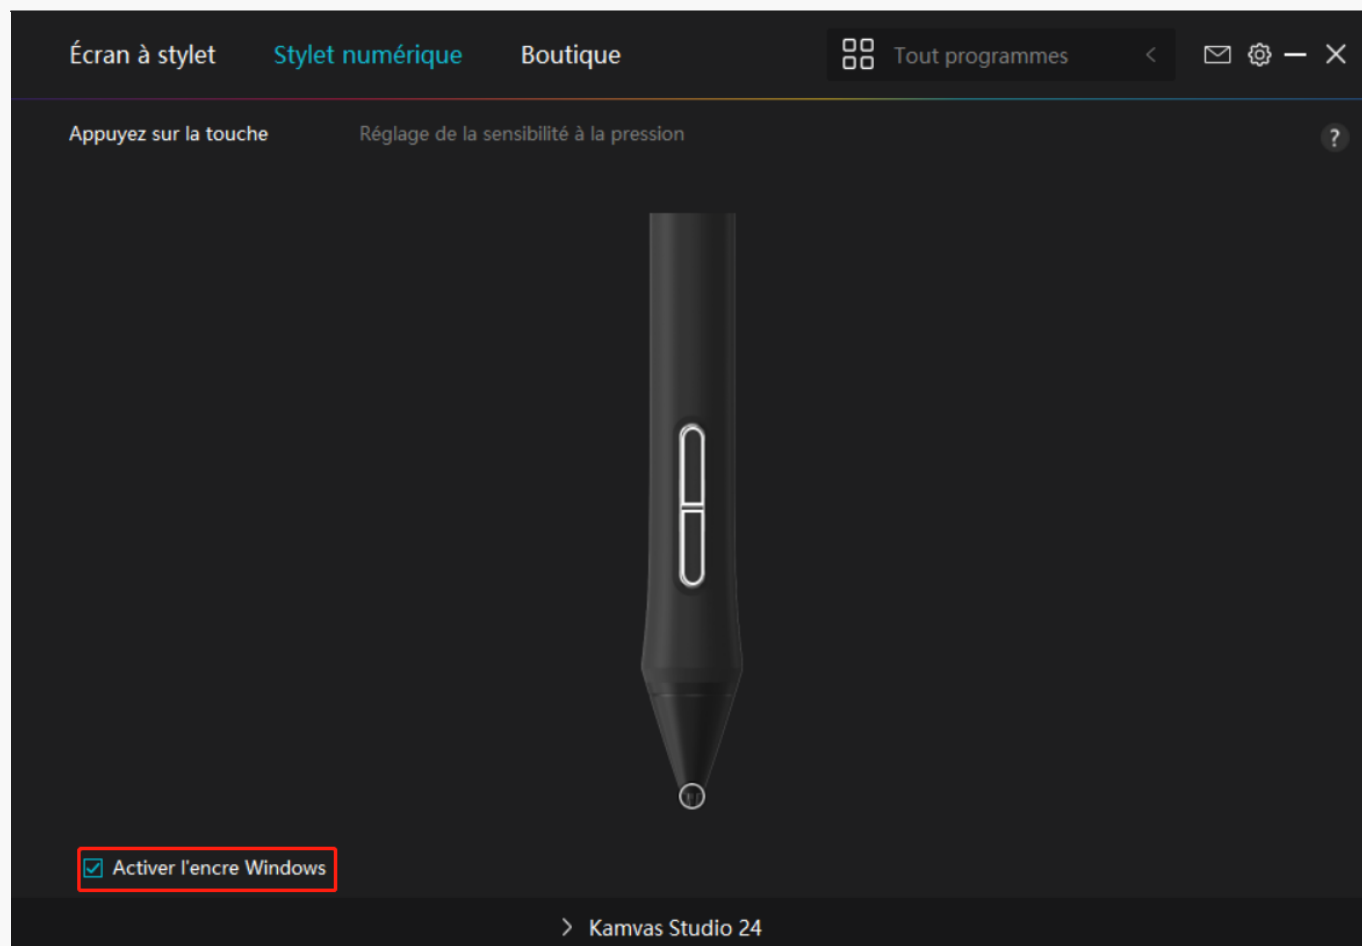 Écran à stylet
Stylet numérique
Boutique
Tout programmes
Appuyez sur la touche
Réglage de la sensibilité à la pression
?
Activer l'encre Windows
Kamvas Studio 24